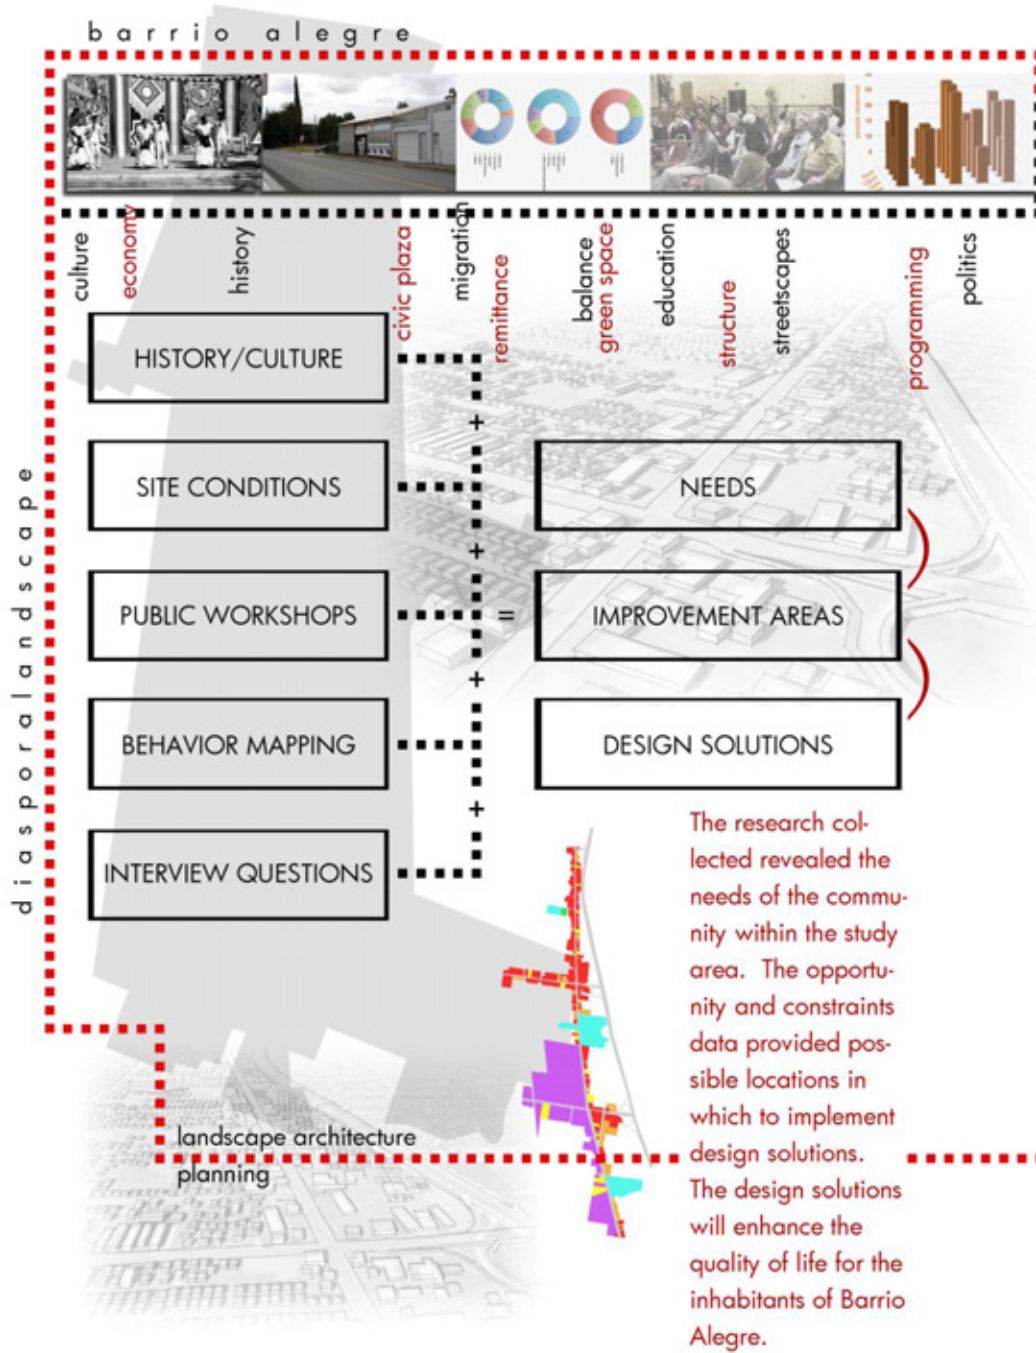 barrio alegre
culture
economy
history
civic plaza
migration
remittance
balance
green space
education
structure
streetscapes
programming
politics
diasporalandscape
HISTORY/CULTURE
+
SITE CONDITIONS
+
PUBLIC WORKSHOPS
+
BEHAVIOR MAPPING
+
INTERVIEW QUESTIONS
=
NEEDS
IMPROVEMENT AREAS
DESIGN SOLUTIONS
The research col-
lected revealed the
needs of the commu-
nity within the study
area. The opportu-
nity and constraints
data provided pos-
sible locations in
which to implement
design solutions.
The design solutions
will enhance the
quality of life for the
inhabitants of Barrio
Alegre.
landscape architecture
planning